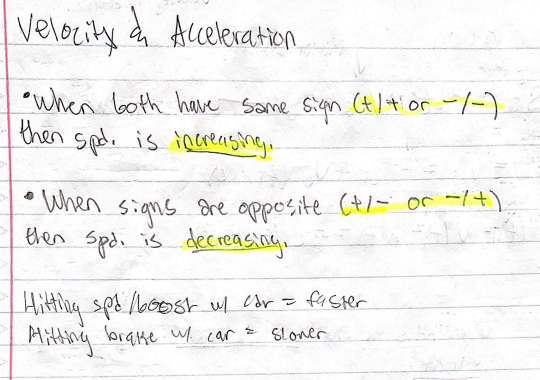 Velocity & Acceleration
• When both have same sign (+/+ or -/-)
then spd. is increasing.
• When signs are opposite (+/- or -/+)
then spd. is decreasing.
Hitting spd/boost w/ car = faster
Hitting brake w/ car = slower